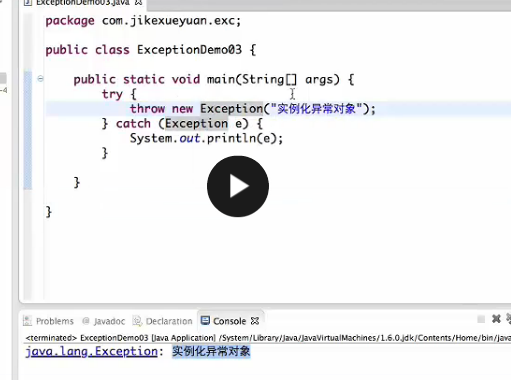 ExceptionDemo03.java
package com.jikexueyuan.exc;
public class ExceptionDemo03 {
public static void main(String[] args) {
try {
throw new Exception("实例化异常对象");
} catch (Exception e) {
System.out.println(e);
}
}
}
Problems @ Javadoc Declaration Console
<terminated> ExceptionDemo03 [Java Application] /System/Library/Java/JavaVirtualMachines/1.6.0.jdk/Contents/Home/bin/java
java.lang.Exception: 实例化异常对象